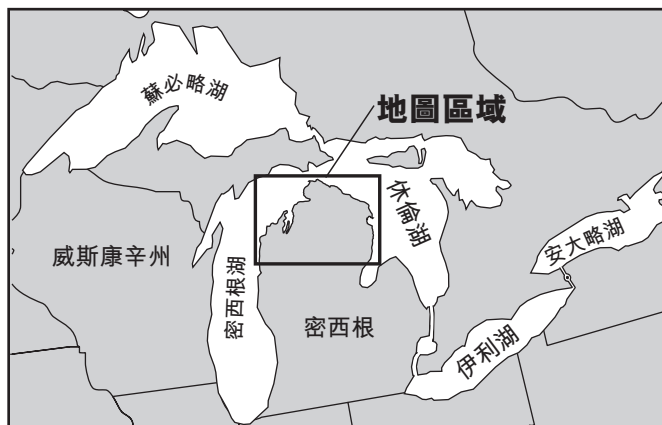 蘇必略湖
地圖區域
休倫湖
安大略湖
威斯康辛州
密西根湖
密西根
伊利湖